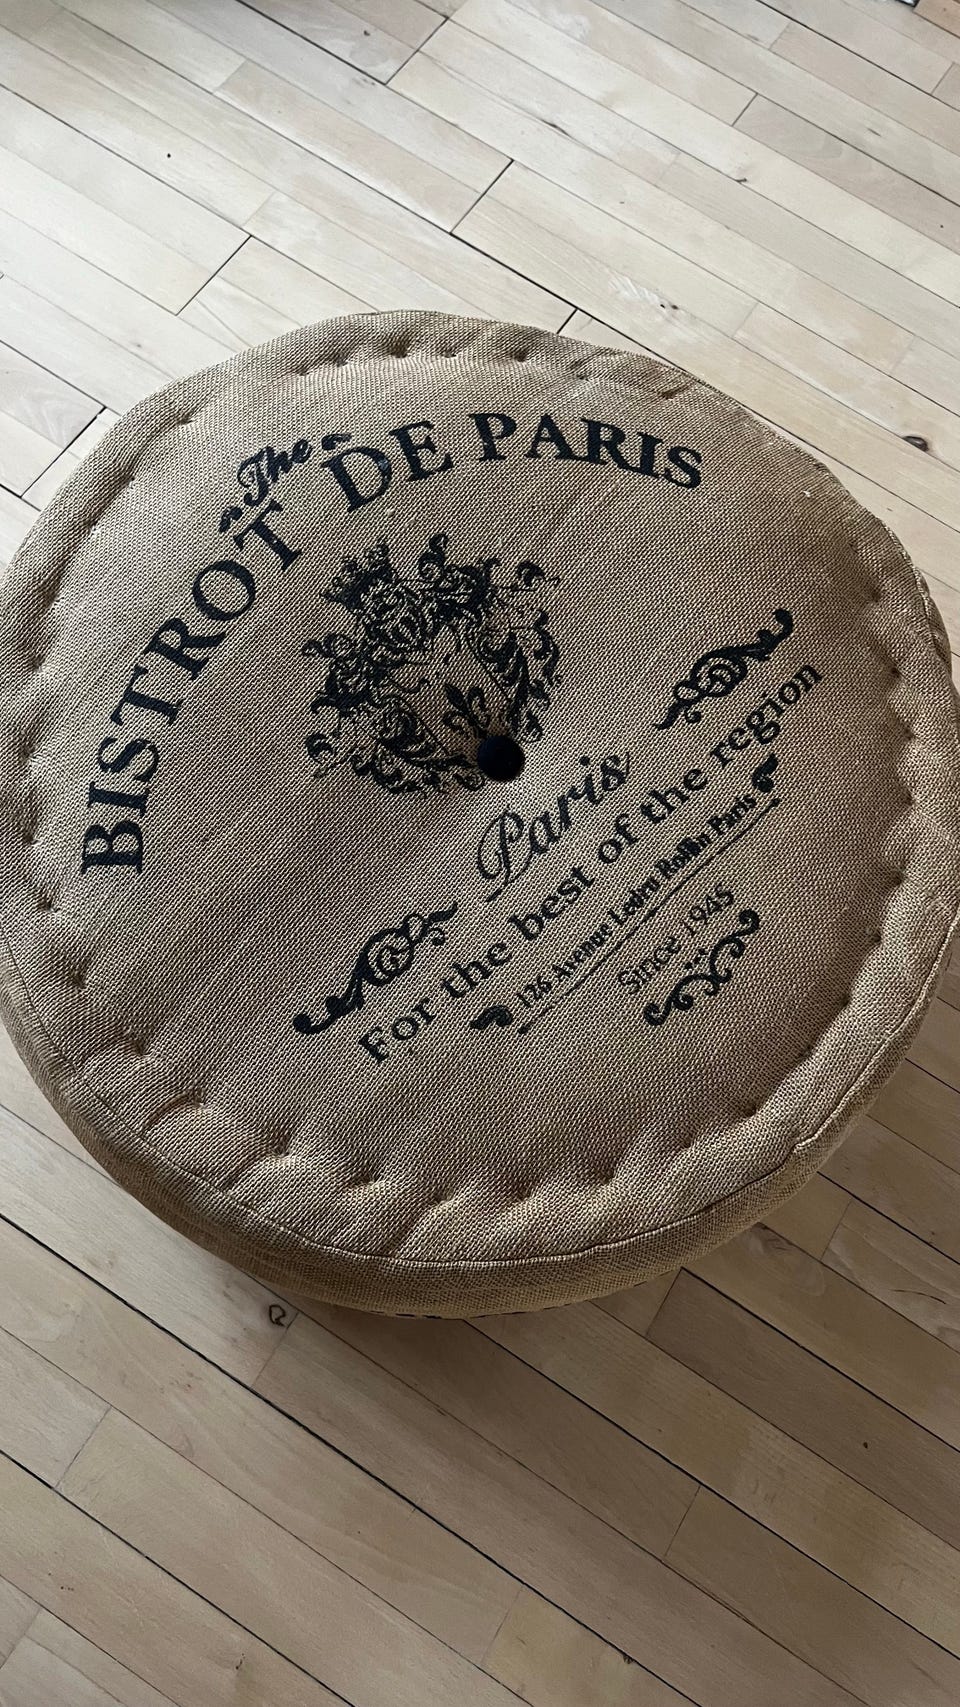 The
BISTROT DE PARIS
Paris
For the best of the region
126 Avenue Ledru Rollin Paris
Since 1945